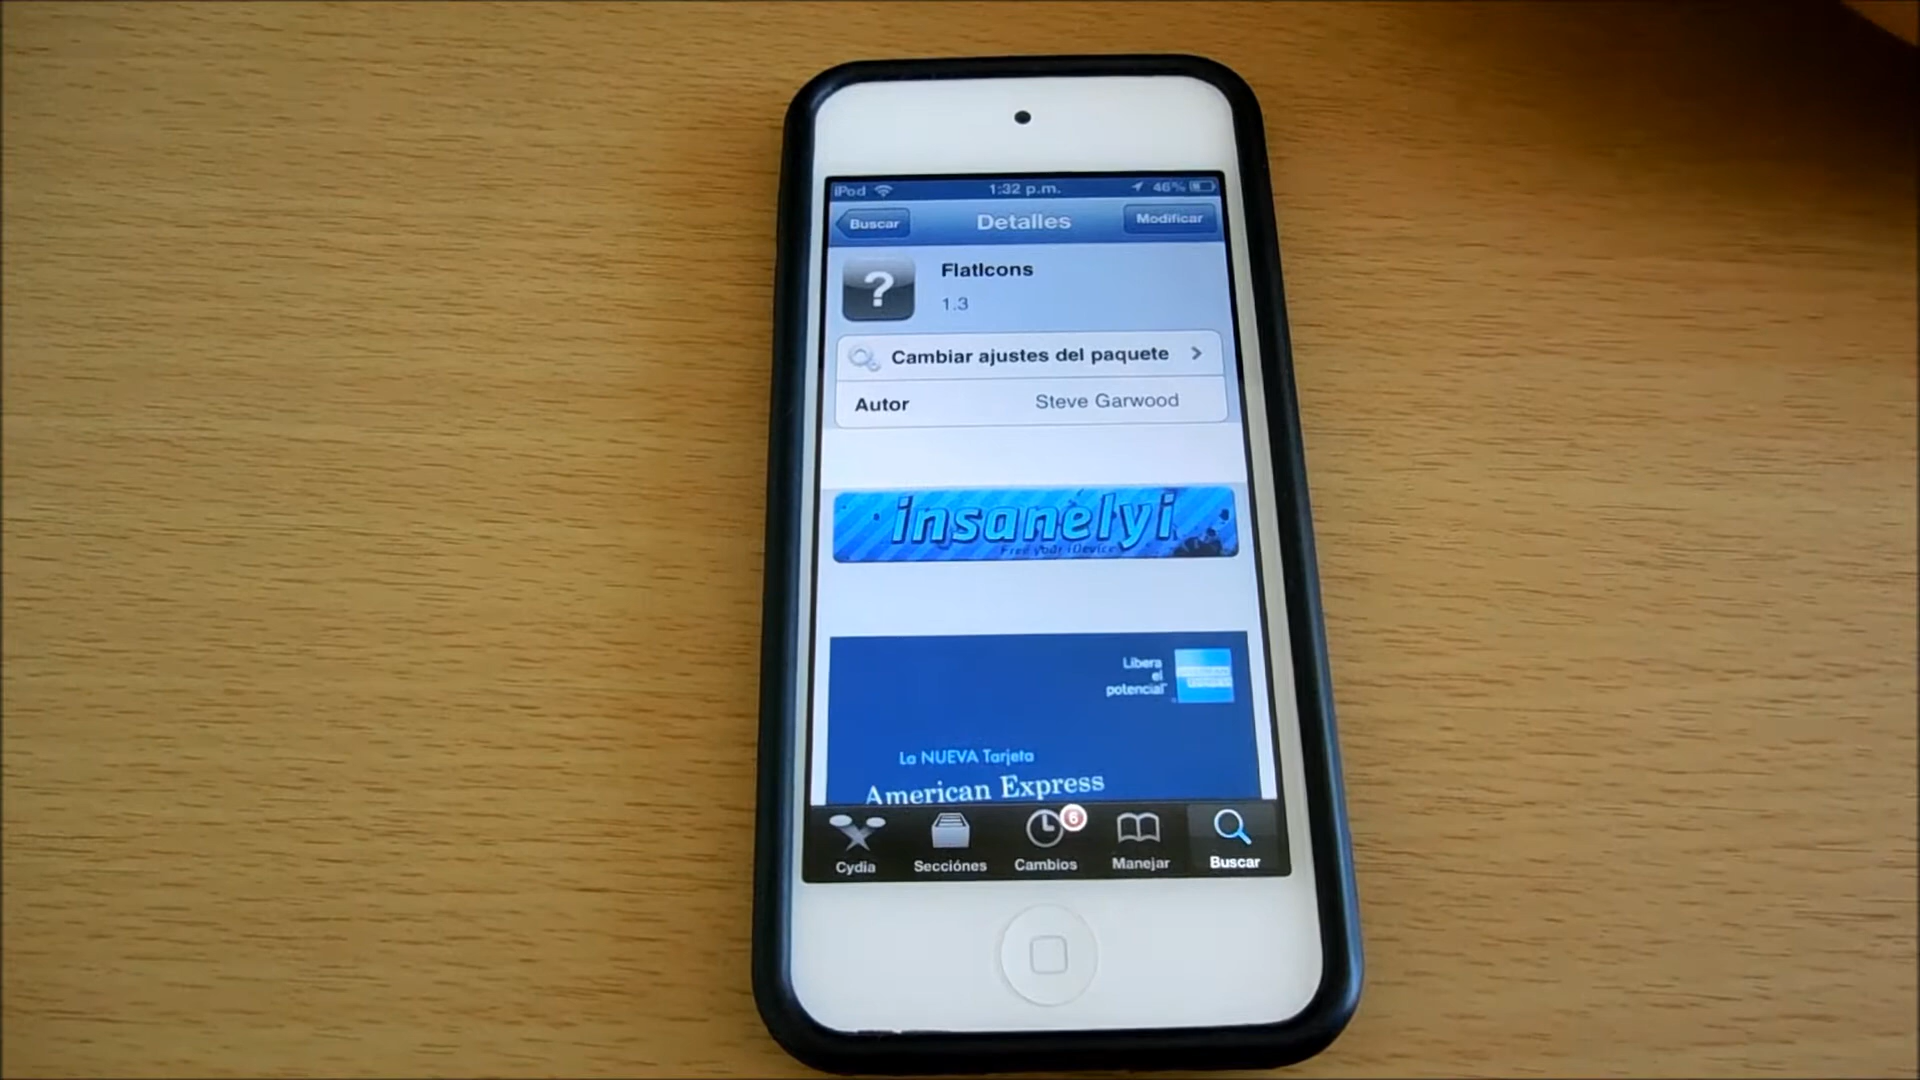 iPod 1:32 p.m. 46%
Buscar Detalles Modificar
?
FlatIcons
1.3
Cambiar ajustes del paquete
Autor Steve Garwood
insanelyi
Free your iDevice
Libera
el
potencial
La NUEVA Tarjeta
American Express
6
Cydia Secciónes Cambios Manejar Buscar